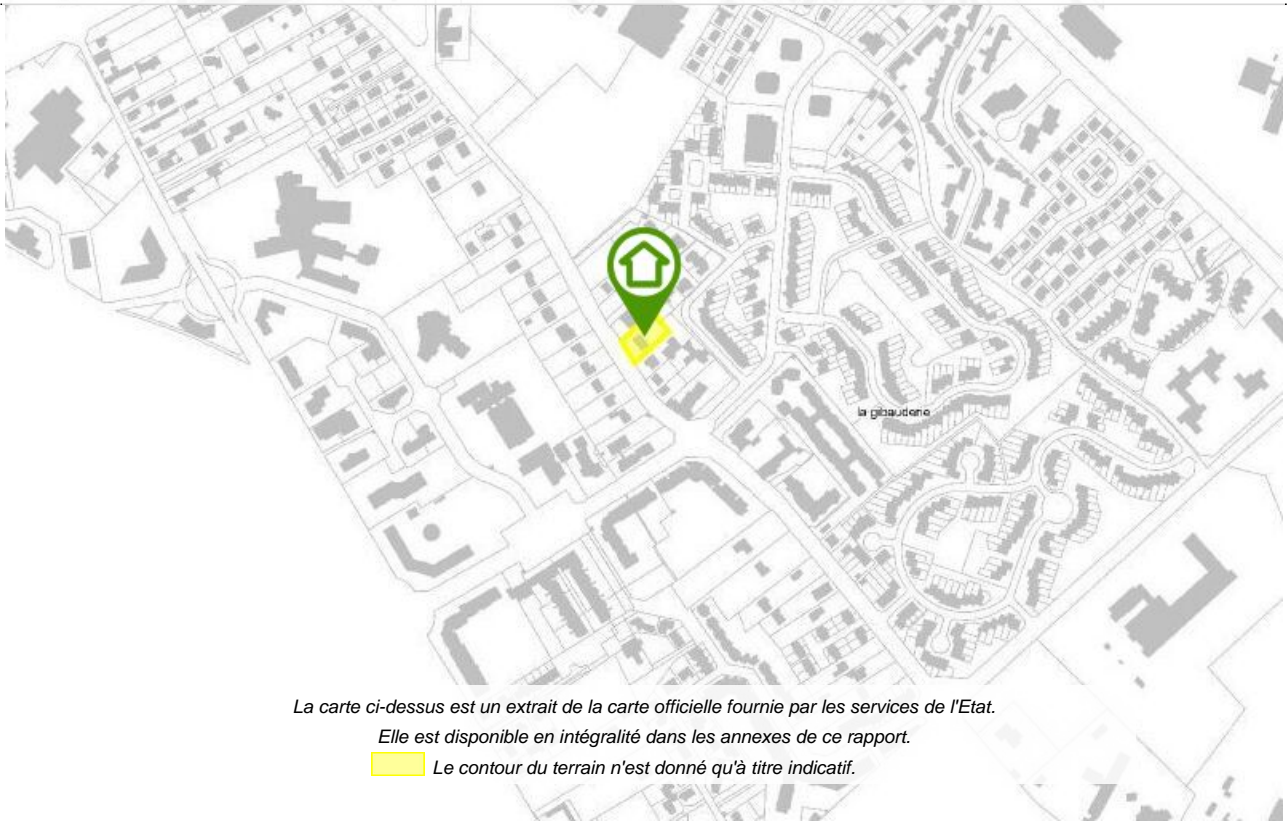 la gibauderie
La carte ci-dessus est un extrait de la carte officielle fournie par les services de l'Etat.
Elle est disponible en intégralité dans les annexes de ce rapport.
Le contour du terrain n'est donné qu'à titre indicatif.